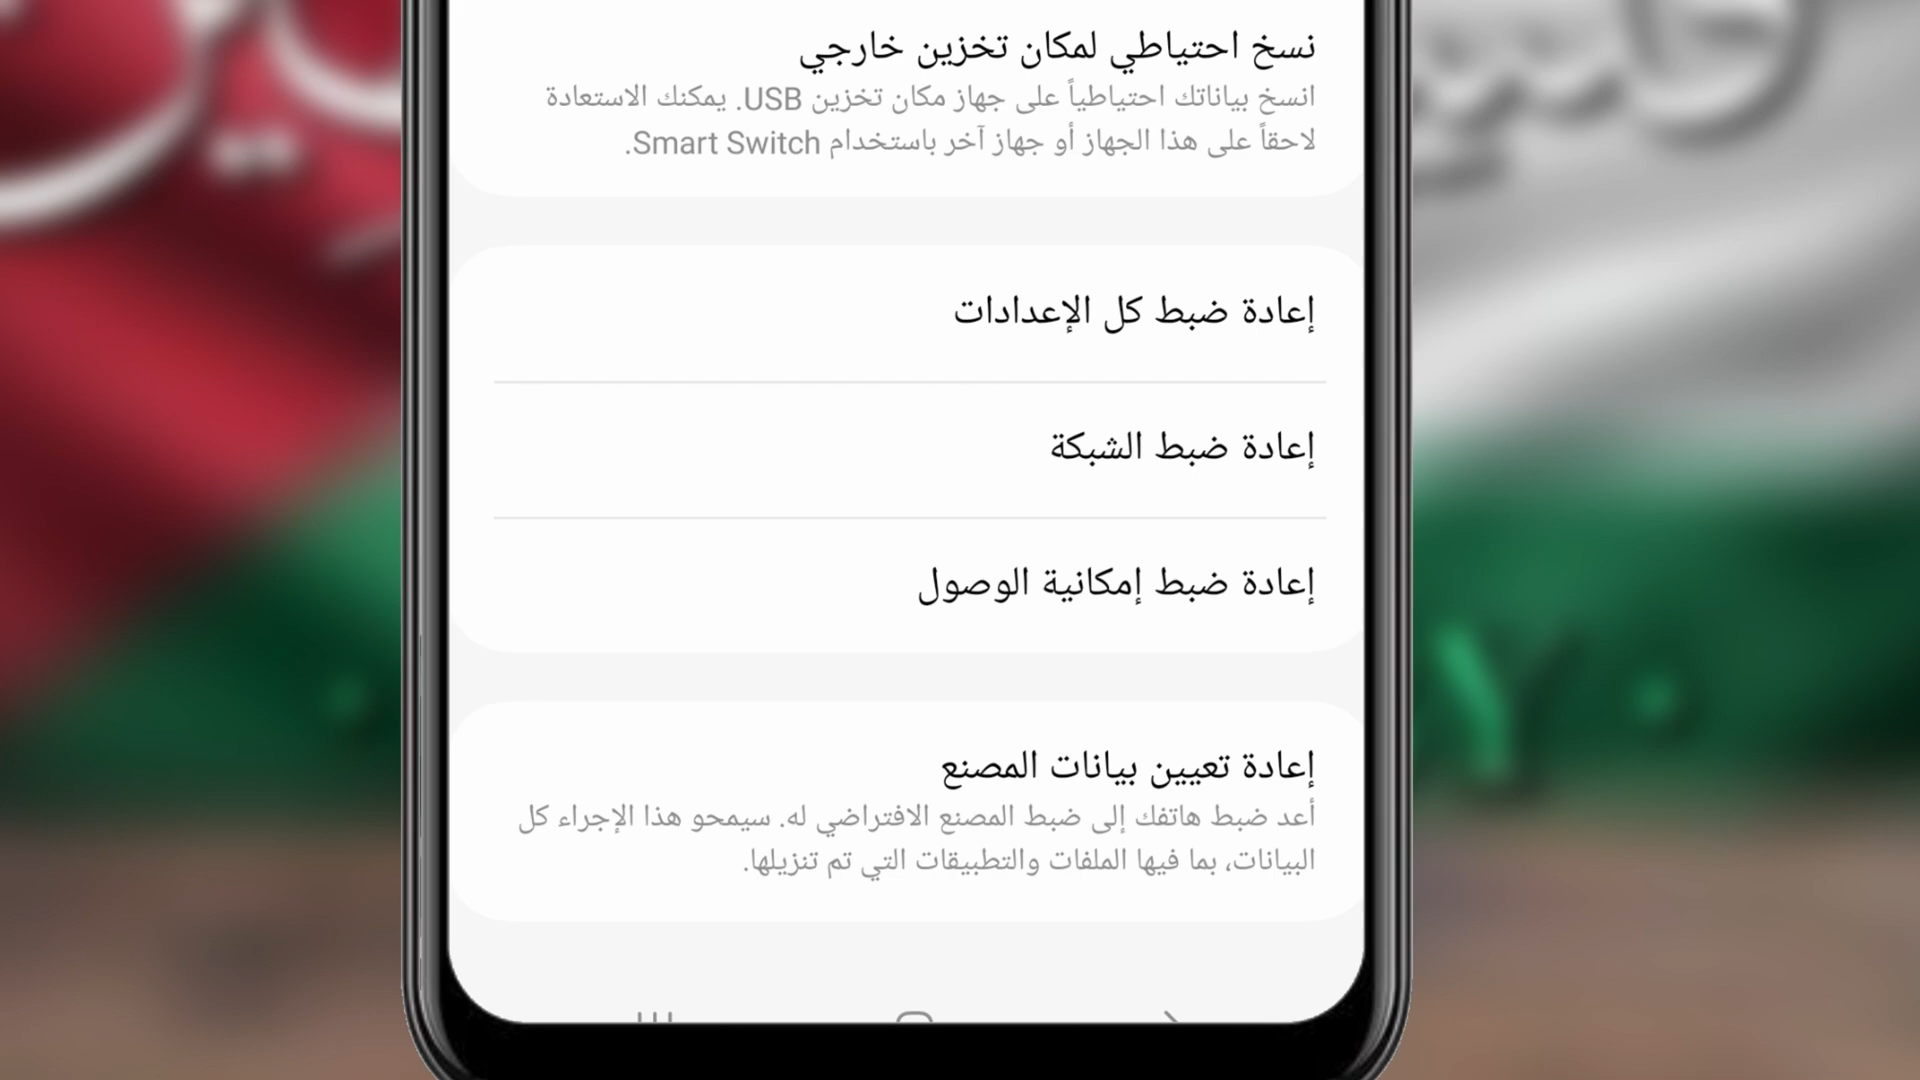 نسخ احتياطي لمكان تخزين خارجي
انسخ بياناتك احتياطياً على جهاز مكان تخزين USB. يمكنك الاستعادة
لاحقاً على هذا الجهاز أو جهاز آخر باستخدام Smart Switch.
إعادة ضبط كل الإعدادات
إعادة ضبط الشبكة
إعادة ضبط إمكانية الوصول
إعادة تعيين بيانات المصنع
أعد ضبط هاتفك إلى ضبط المصنع الافتراضي له. سيمحو هذا الإجراء كل
البيانات، بما فيها الملفات والتطبيقات التي تم تنزيلها.